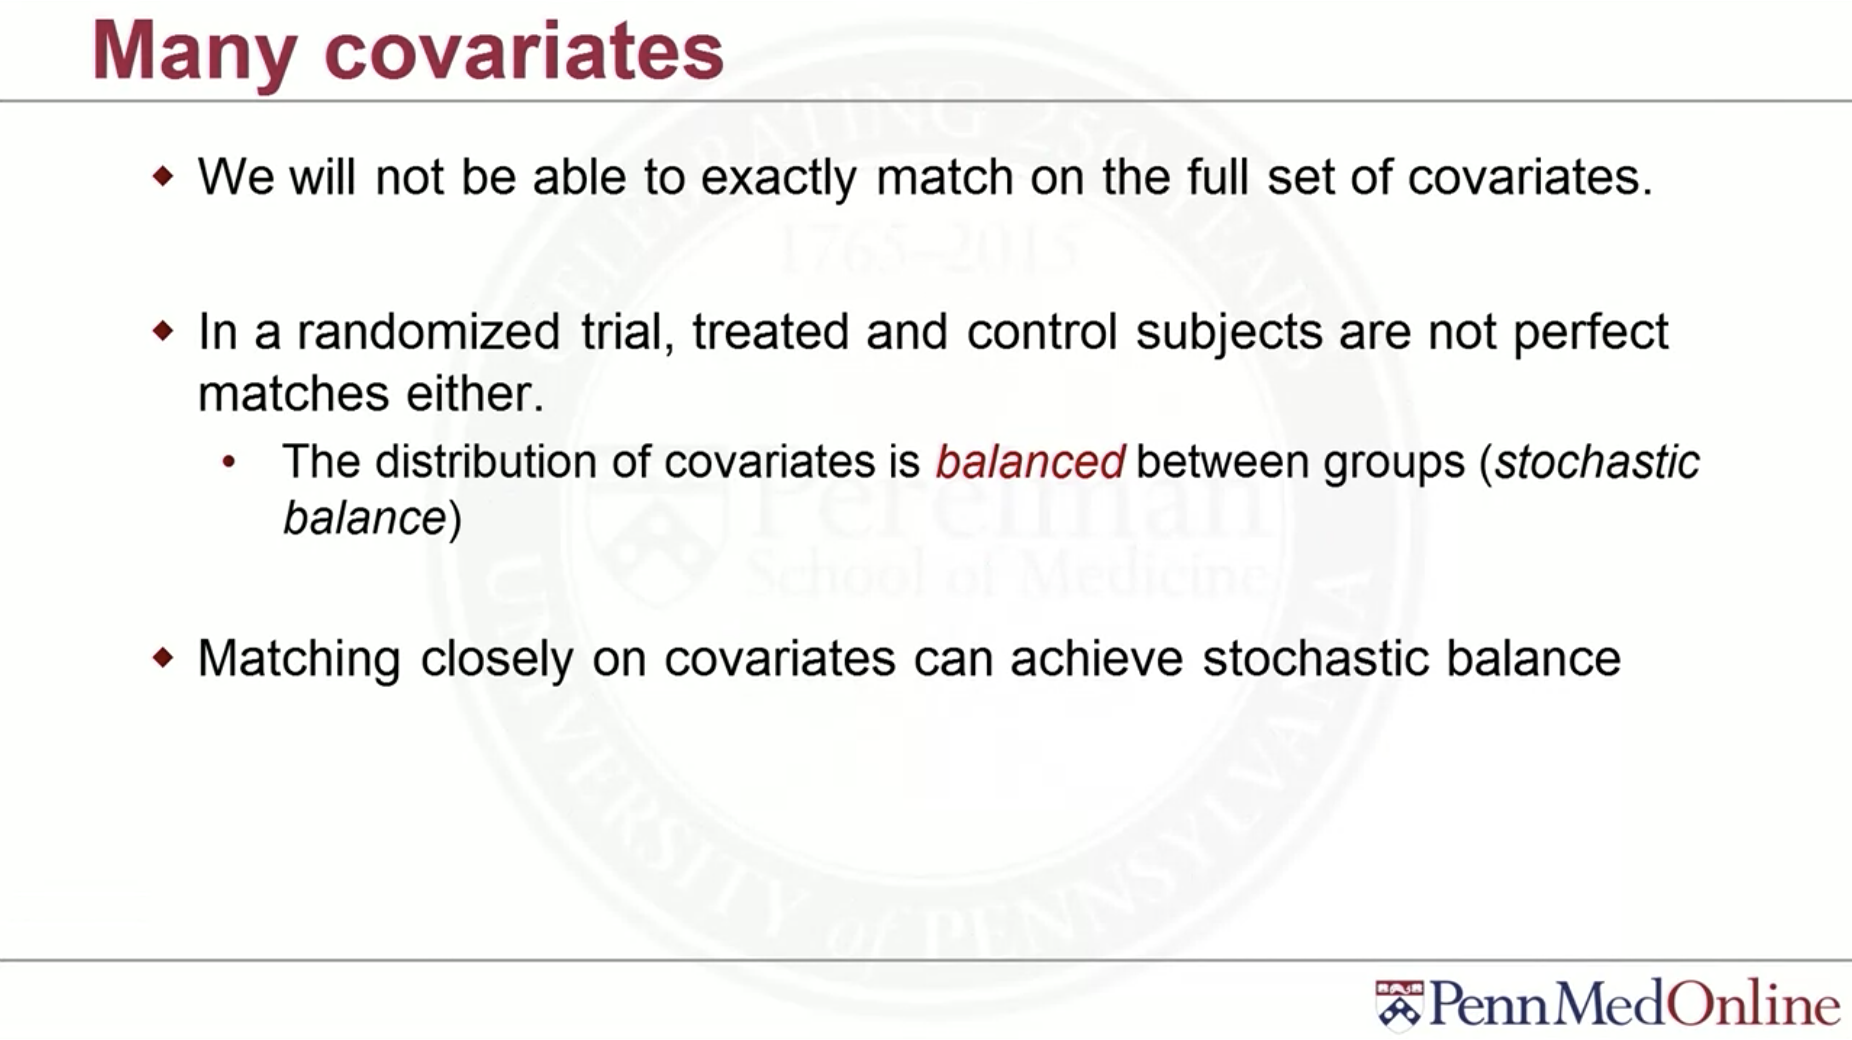 Many covariates
We will not be able to exactly match on the full set of covariates.
In a randomized trial, treated and control subjects are not perfect
matches either.
The distribution of covariates is balanced between groups (stochastic
balance)
Matching closely on covariates can achieve stochastic balance
CELEBRATING 250 YEARS
1765–2015
Perelman
School of Medicine
UNIVERSITY of PENNSYLVANIA
PennMedOnline